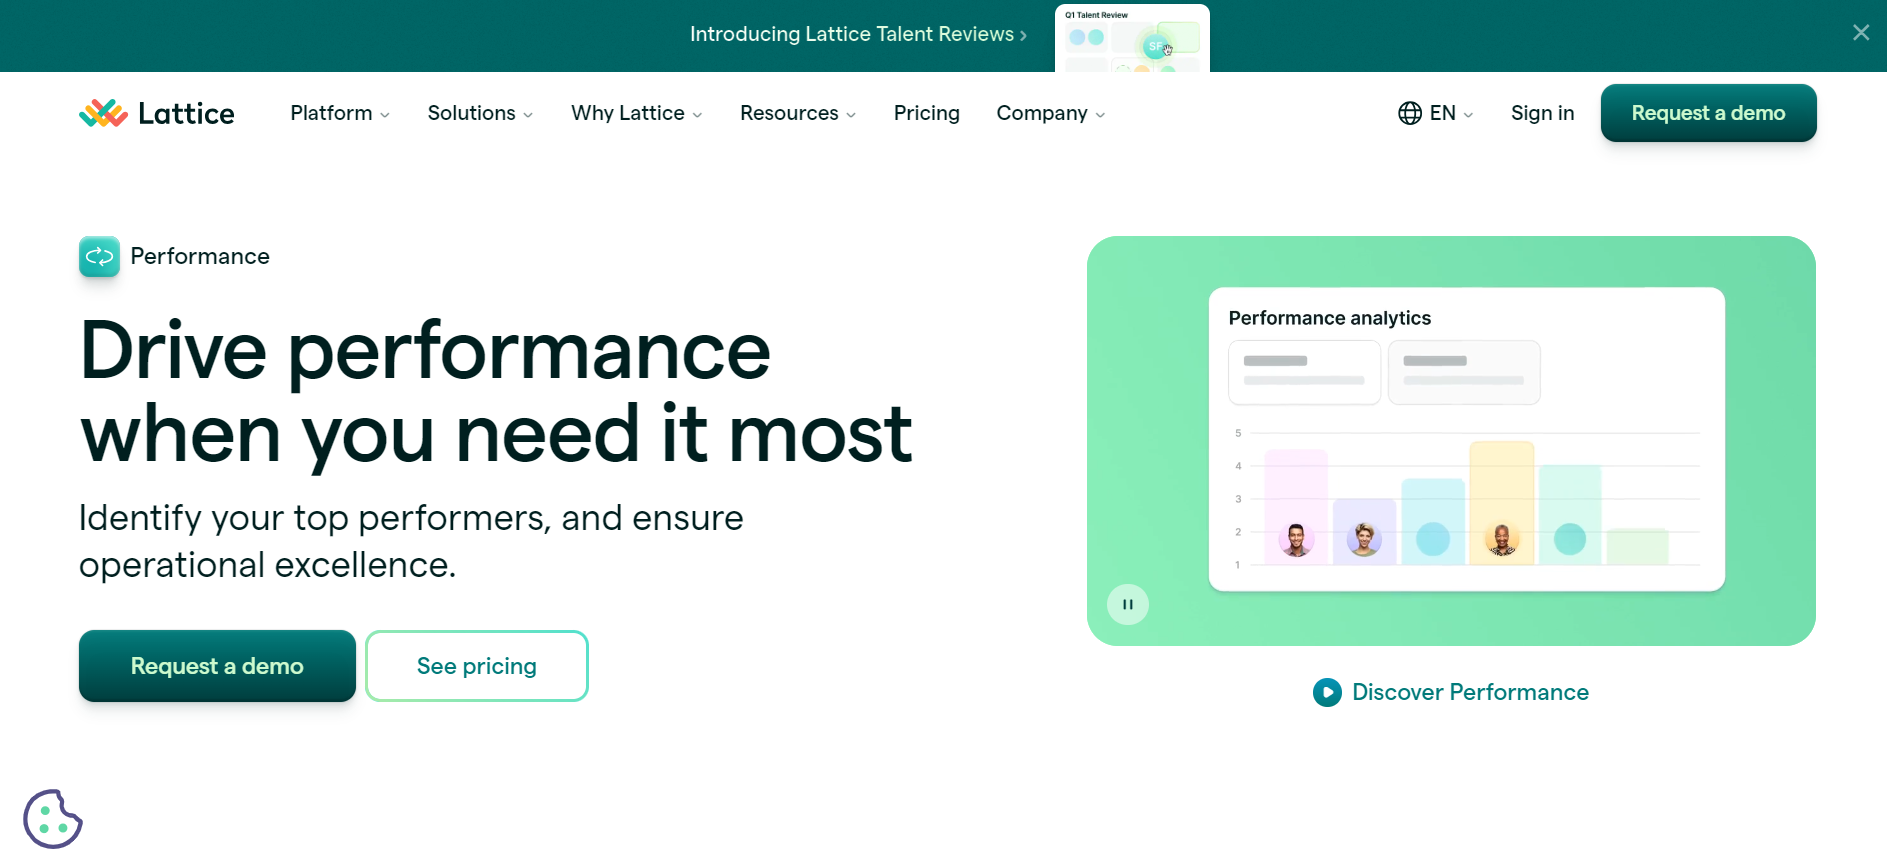 Introducing Lattice Talent Reviews
Q1 Talent Review
SF
Lattice
Platform
Solutions
Why Lattice
Resources
Pricing
Company
EN
Sign in
Request a demo
Performance
Drive performance
when you need it most
Identify your top performers, and ensure
operational excellence.
Request a demo
See pricing
Performance analytics
5
4
3
2
1
Discover Performance